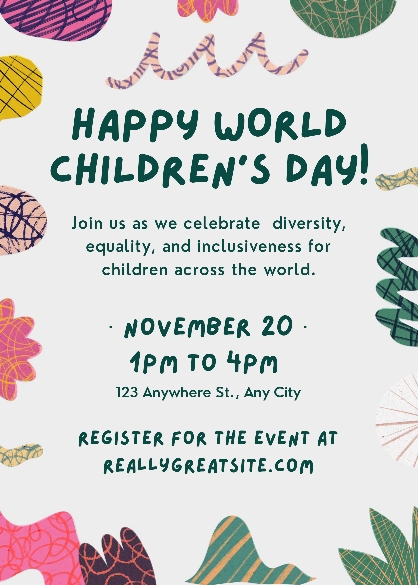 HAPPY WORLD
CHILDREN'S DAY!
Join us as we celebrate diversity,
equality, and inclusiveness for
children across the world.
· NOVEMBER 20 ·
1PM TO 4PM
123 Anywhere St., Any City
REGISTER FOR THE EVENT AT
REALLYGREATSITE.COM